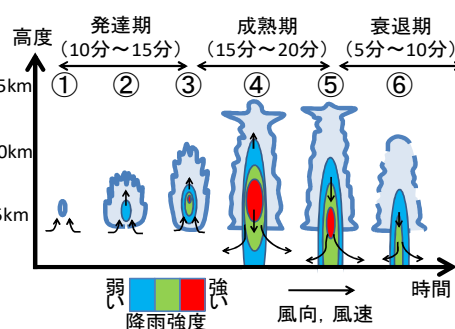 発達期 成熟期 衰退期
高度 (10分～15分) (15分～20分) (5分～10分)
① ② ③ ④ ⑤ ⑥
5km
0km
5km
弱い 強い
降雨強度
風向，風速
時間